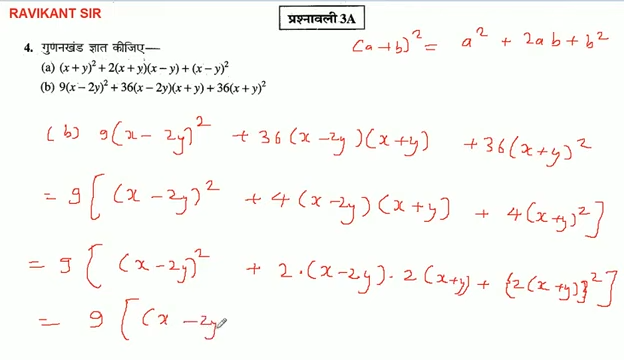 RAVIKANT SIR
प्रश्नावली 3A
(a+b)² = a² + 2ab + b²
4. गुणनखंड ज्ञात कीजिए—
(a) (x + y)² + 2(x + y)(x – y) + (x – y)²
(b) 9(x – 2y)² + 36(x – 2y)(x + y) + 36(x + y)²
(b) 9(x – 2y)² + 36(x – 2y)(x + y) + 36(x + y)²
= 9[(x – 2y)² + 4(x – 2y)(x + y) + 4(x + y)²]
= 9[(x – 2y)² + 2·(x – 2y)·2(x + y) + {2(x + y)}²]
= 9[(x – 2y